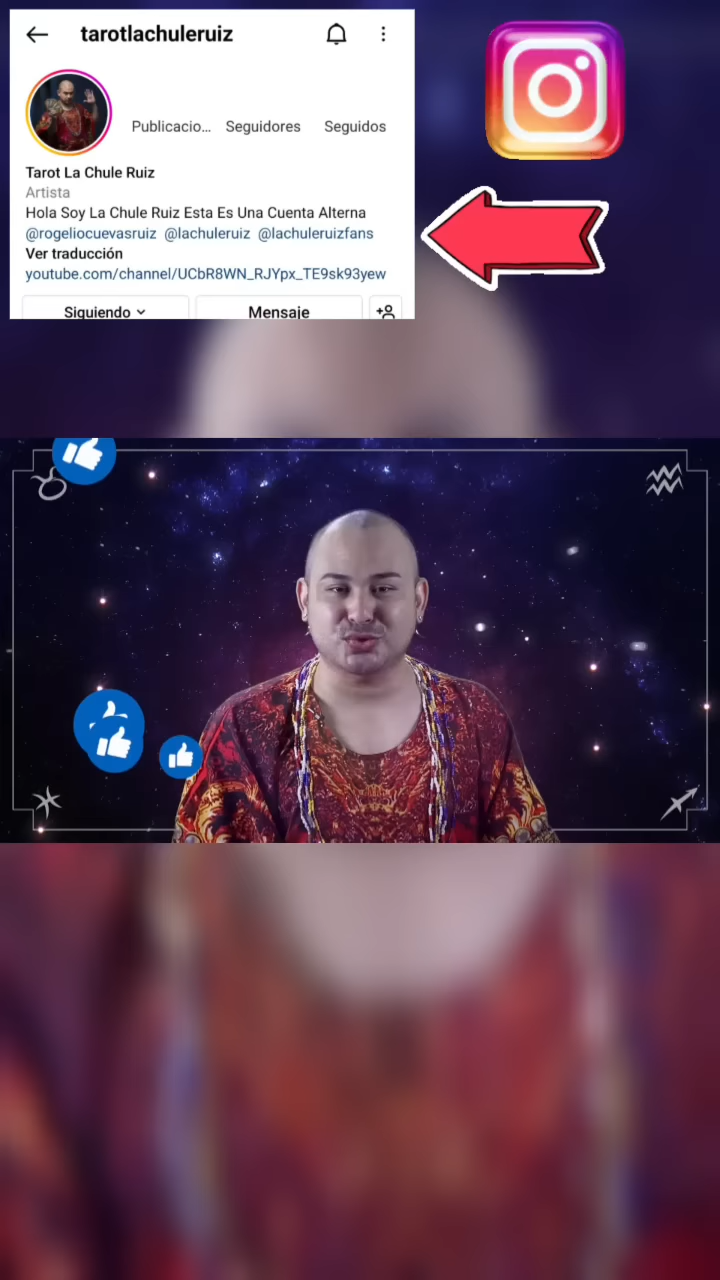 tarotlachuleruiz
Publicacio... Seguidores Seguidos
Tarot La Chule Ruiz
Artista
Hola Soy La Chule Ruiz Esta Es Una Cuenta Alterna
@rogeliocuevasruiz @lachuleruiz @lachuleruizfans
Ver traducción
youtube.com/channel/UCbR8WN_RJYpx_TE9sk93yew
Siguiendo Mensaje